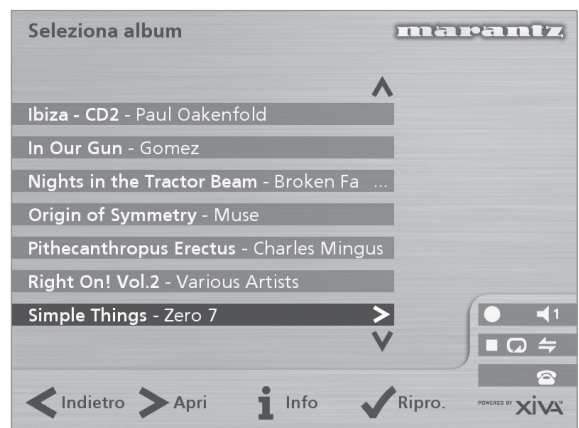 Seleziona album
marantz
Ibiza - CD2 - Paul Oakenfold
In Our Gun - Gomez
Nights in the Tractor Beam - Broken Fa ...
Origin of Symmetry - Muse
Pithecanthropus Erectus - Charles Mingus
Right On! Vol.2 - Various Artists
Simple Things - Zero 7
1
Indietro Apri Info Ripro.
POWERED BY XiVA™